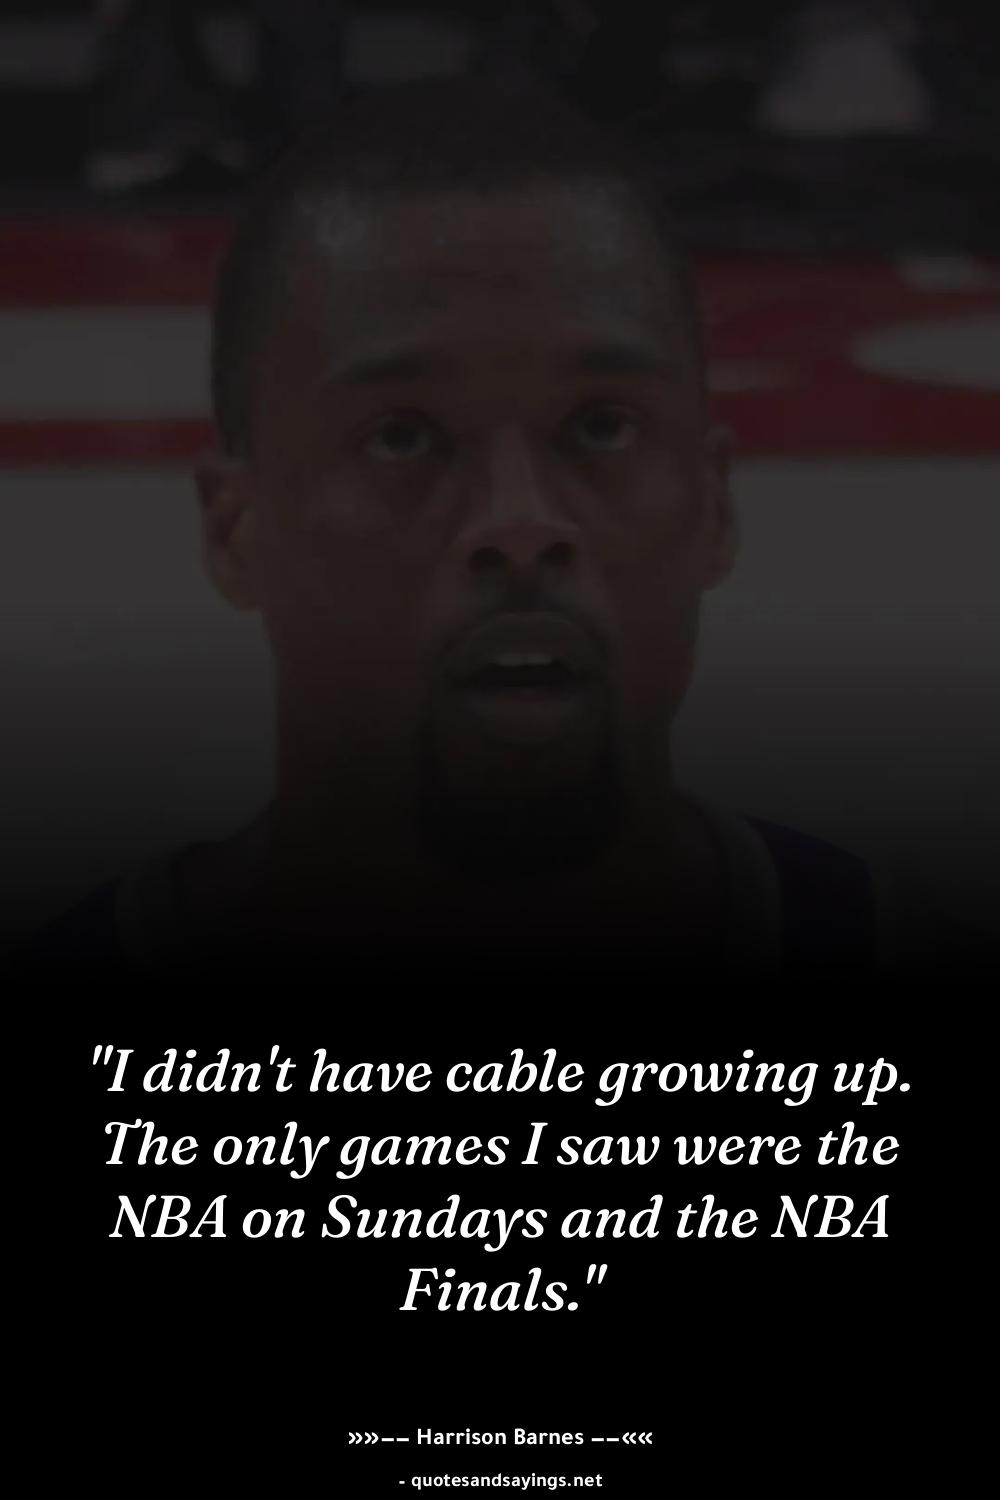 "I didn't have cable growing up.
The only games I saw were the
NBA on Sundays and the NBA
Finals."
»»−− Harrison Barnes −−««
- quotesandsayings.net